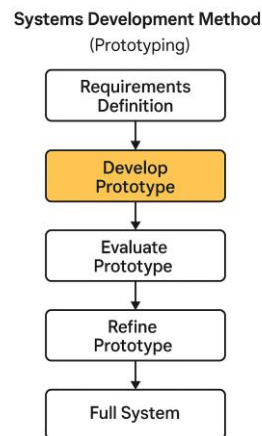 Systems Development Method
(Prototyping)
Requirements
Definition
Develop
Prototype
Evaluate
Prototype
Refine
Prototype
Full System